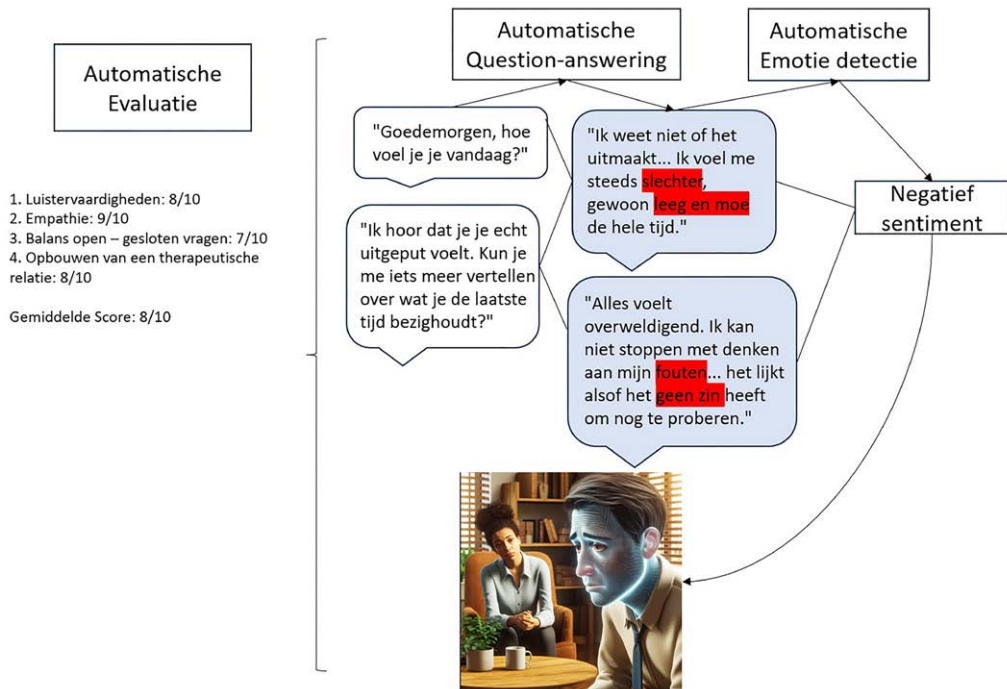 Automatische
Evaluatie
1. Luistervaardigheden: 8/10
2. Empathie: 9/10
3. Balans open – gesloten vragen: 7/10
4. Opbouwen van een therapeutische
relatie: 8/10
Gemiddelde Score: 8/10
Automatische
Question-answering
Automatische
Emotie detectie
"Goedemorgen, hoe
voel je je vandaag?"
"Ik weet niet of het
uitmaakt... Ik voel me
steeds slechter,
gewoon leeg en moe
de hele tijd."
Negatief
sentiment
"Ik hoor dat je je echt
uitgeput voelt. Kun je
me iets meer vertellen
over wat je de laatste
tijd bezighoudt?"
"Alles voelt
overweldigend. Ik kan
niet stoppen met denken
aan mijn fouten... het lijkt
alsof het geen zin heeft
om nog te proberen."